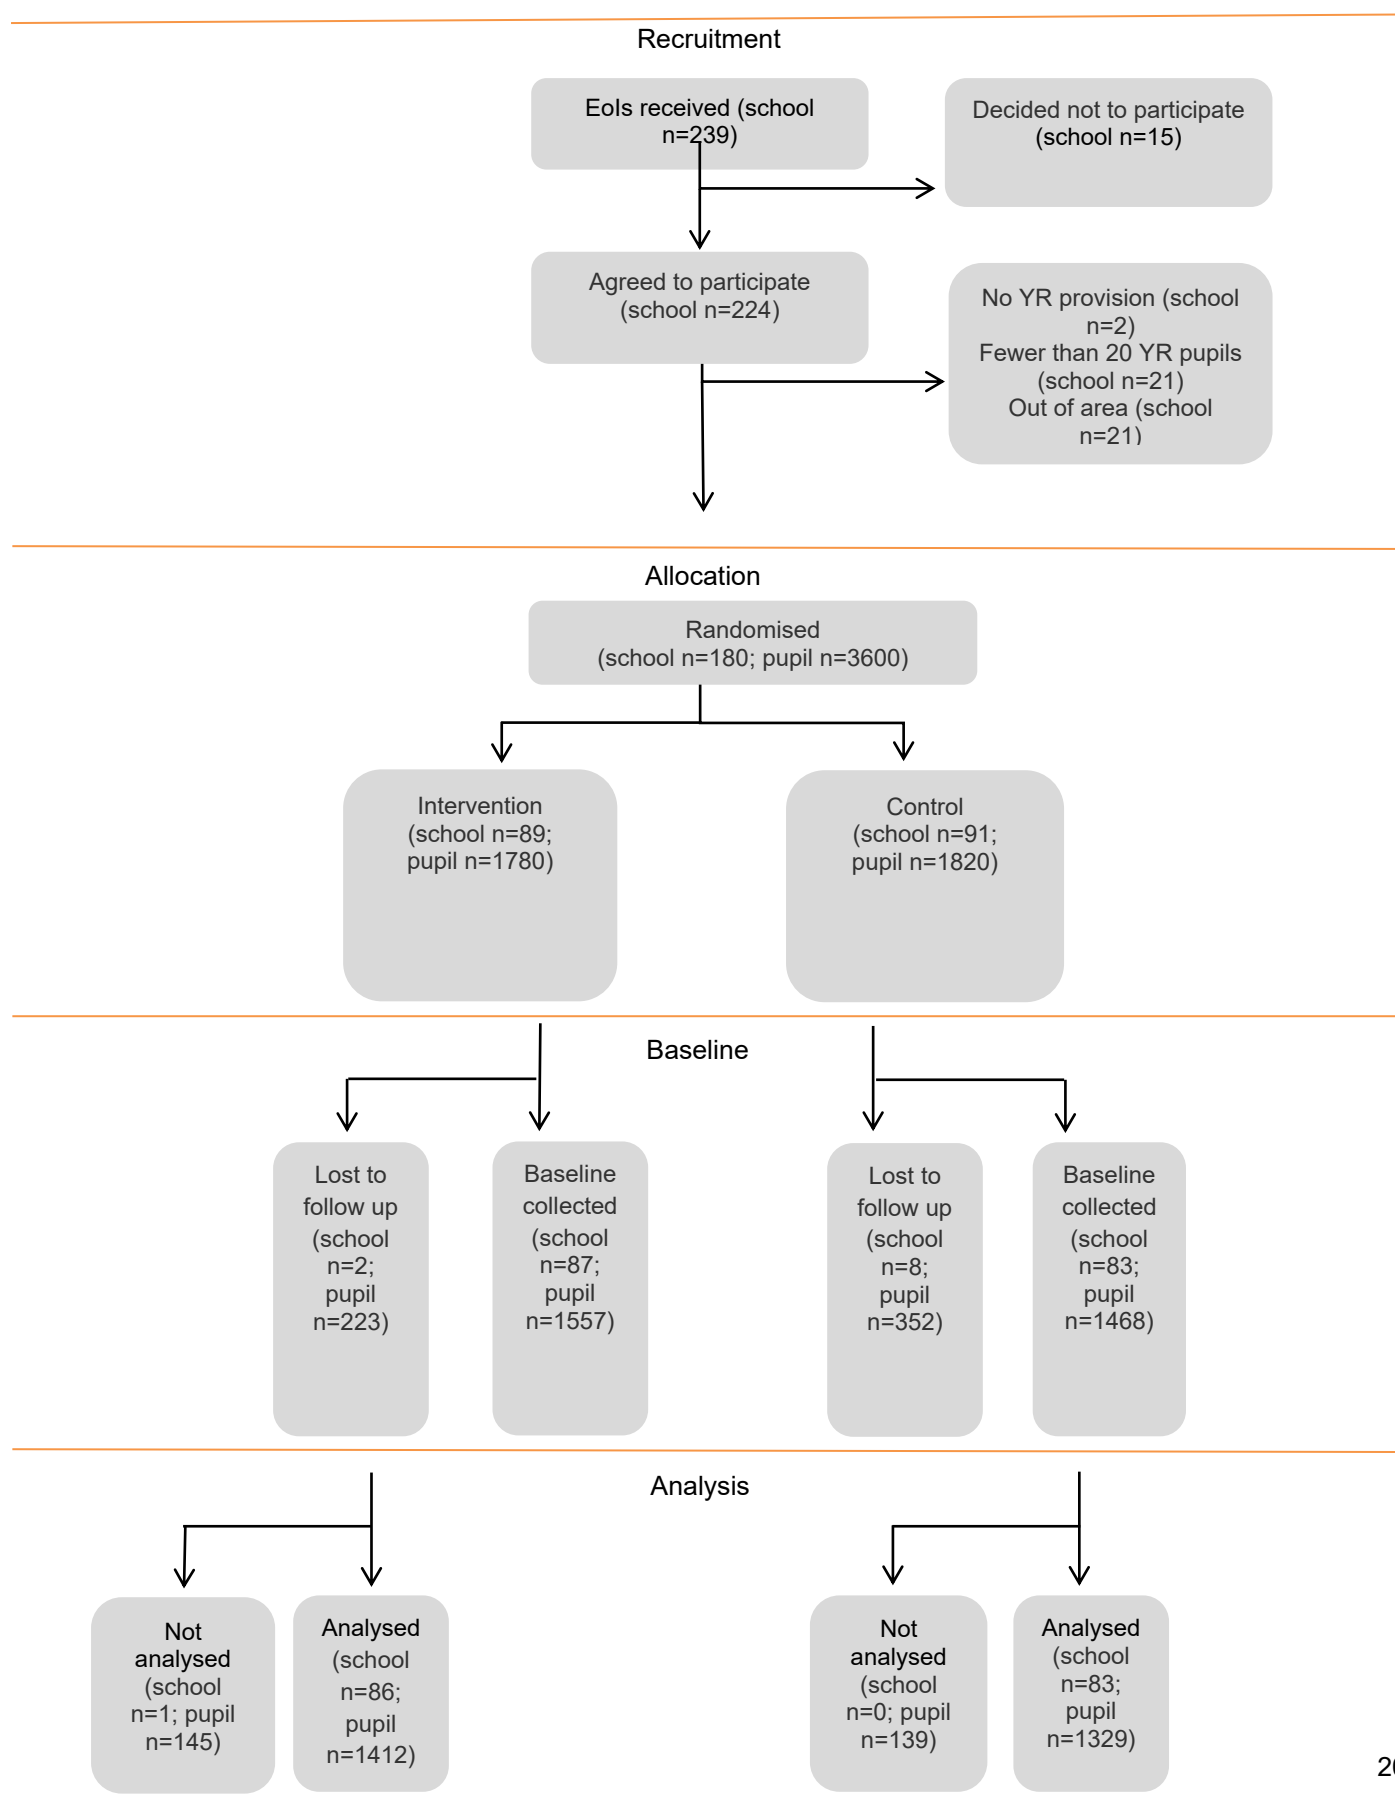 Recruitment
EoIs received (school
n=239)
Decided not to participate
(school n=15)
Agreed to participate
(school n=224)
No YR provision (school
n=2)
Fewer than 20 YR pupils
(school n=21)
Out of area (school
n=21)
Allocation
Randomised
(school n=180; pupil n=3600)
Intervention
(school n=89;
pupil n=1780)
Control
(school n=91;
pupil n=1820)
Baseline
Lost to
follow up
(school
n=2;
pupil
n=223)
Baseline
collected
(school
n=87;
pupil
n=1557)
Lost to
follow up
(school
n=8;
pupil
n=352)
Baseline
collected
(school
n=83;
pupil
n=1468)
Analysis
Not
analysed
(school
n=1; pupil
n=145)
Analysed
(school
n=86;
pupil
n=1412)
Not
analysed
(school
n=0; pupil
n=139)
Analysed
(school
n=83;
pupil
n=1329)